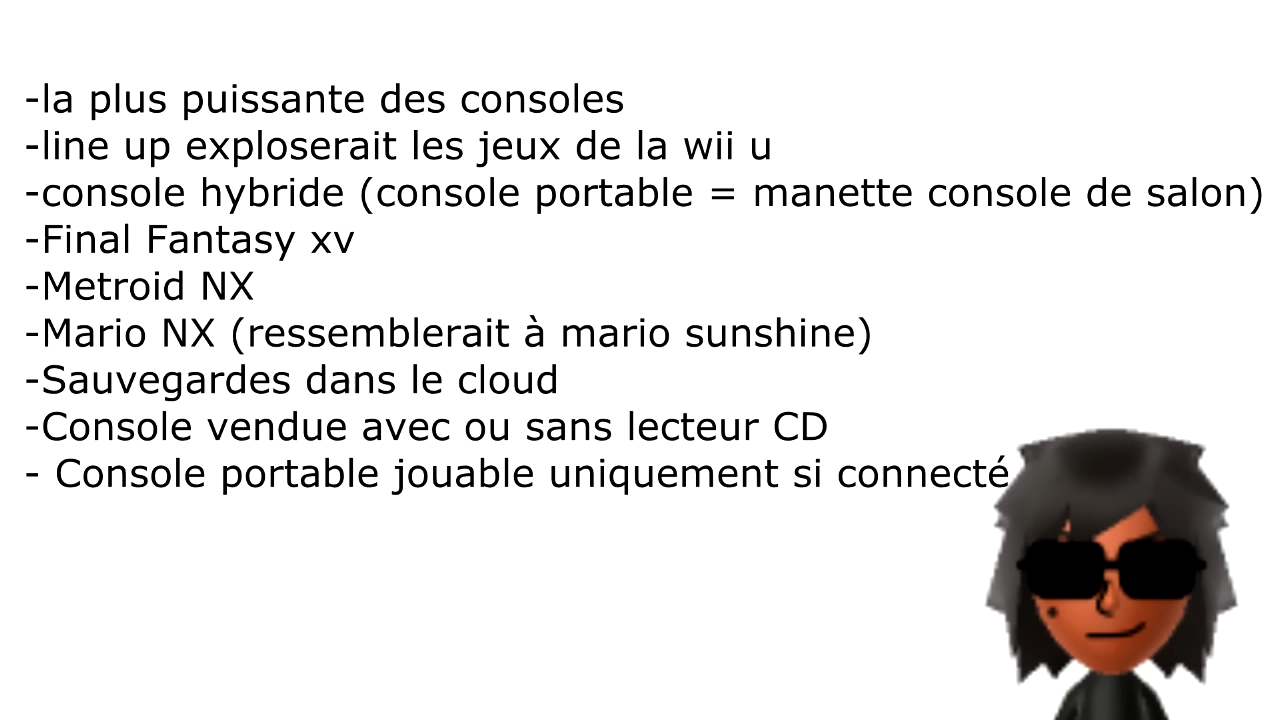 -la plus puissante des consoles
-line up exploserait les jeux de la wii u
-console hybride (console portable = manette console de salon)
-Final Fantasy xv
-Metroid NX
-Mario NX (ressemblerait à mario sunshine)
-Sauvegardes dans le cloud
-Console vendue avec ou sans lecteur CD
- Console portable jouable uniquement si connecté